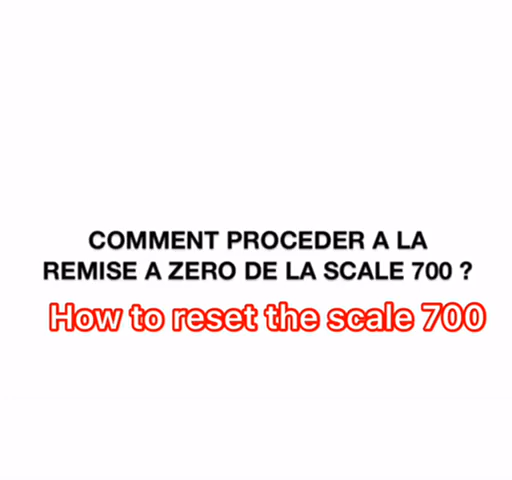 COMMENT PROCEDER A LA
REMISE A ZERO DE LA SCALE 700 ?
How to reset the scale 700